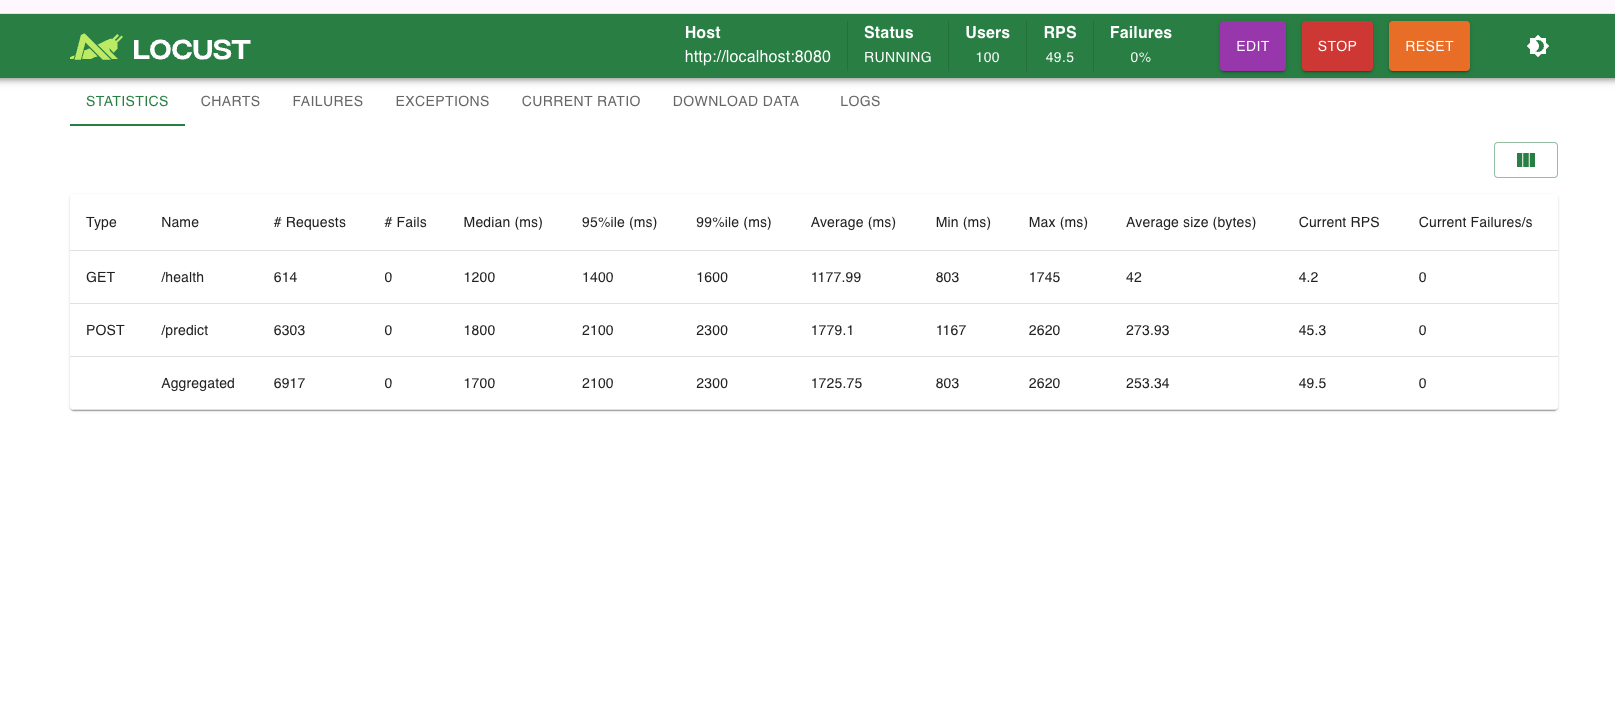 LOCUST
Host Status Users RPS Failures
http://localhost:8080 RUNNING 100 49.5 0%
EDIT STOP RESET
STATISTICS CHARTS FAILURES EXCEPTIONS CURRENT RATIO DOWNLOAD DATA LOGS
Type Name # Requests # Fails Median (ms) 95%ile (ms) 99%ile (ms) Average (ms) Min (ms) Max (ms) Average size (bytes) Current RPS Current Failures/s
GET /health 614 0 1200 1400 1600 1177.99 803 1745 42 4.2 0
POST /predict 6303 0 1800 2100 2300 1779.1 1167 2620 273.93 45.3 0
Aggregated 6917 0 1700 2100 2300 1725.75 803 2620 253.34 49.5 0